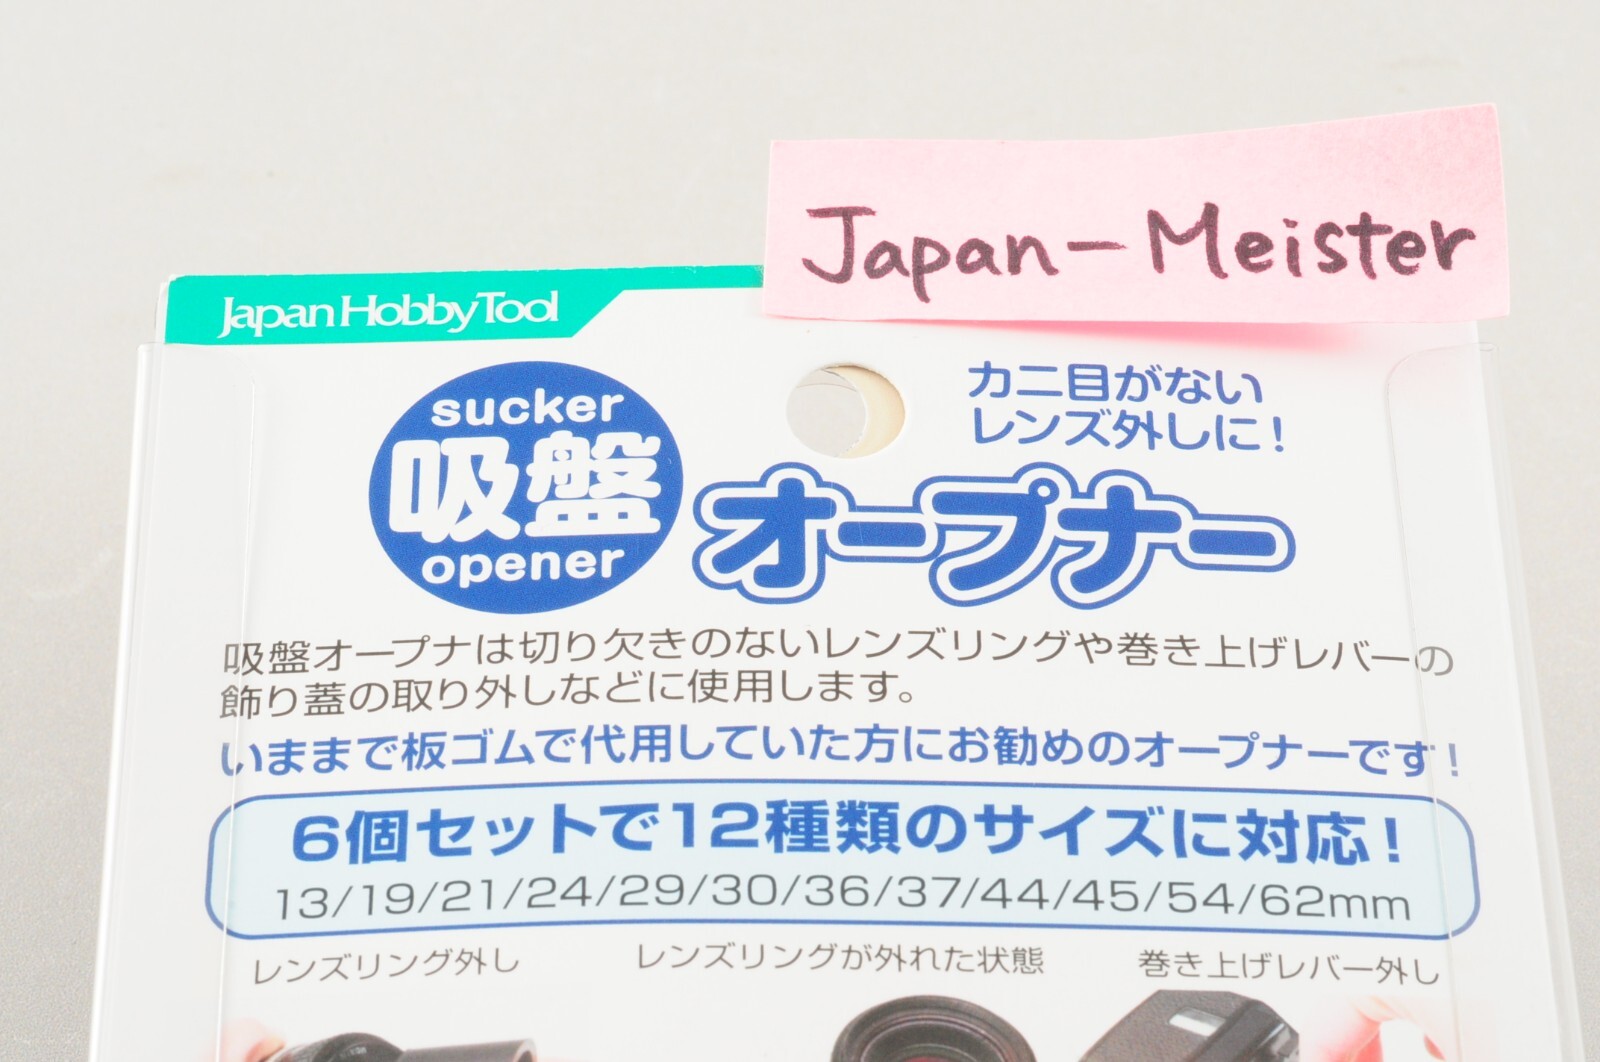 Japan-Meister
Japan Hobby Tool
sucker
吸盤
opener
カニ目がない
レンズ外しに!
オープナー
吸盤オープナは切り欠きのないレンズリングや巻き上げレバーの
飾り蓋の取り外しなどに使用します。
いままで板ゴムで代用していた方にお勧めのオープナーです!
6個セットで12種類のサイズに対応!
13/19/21/24/29/30/36/37/44/45/54/62mm
レンズリング外し
レンズリングが外れた状態
巻き上げレバー外し